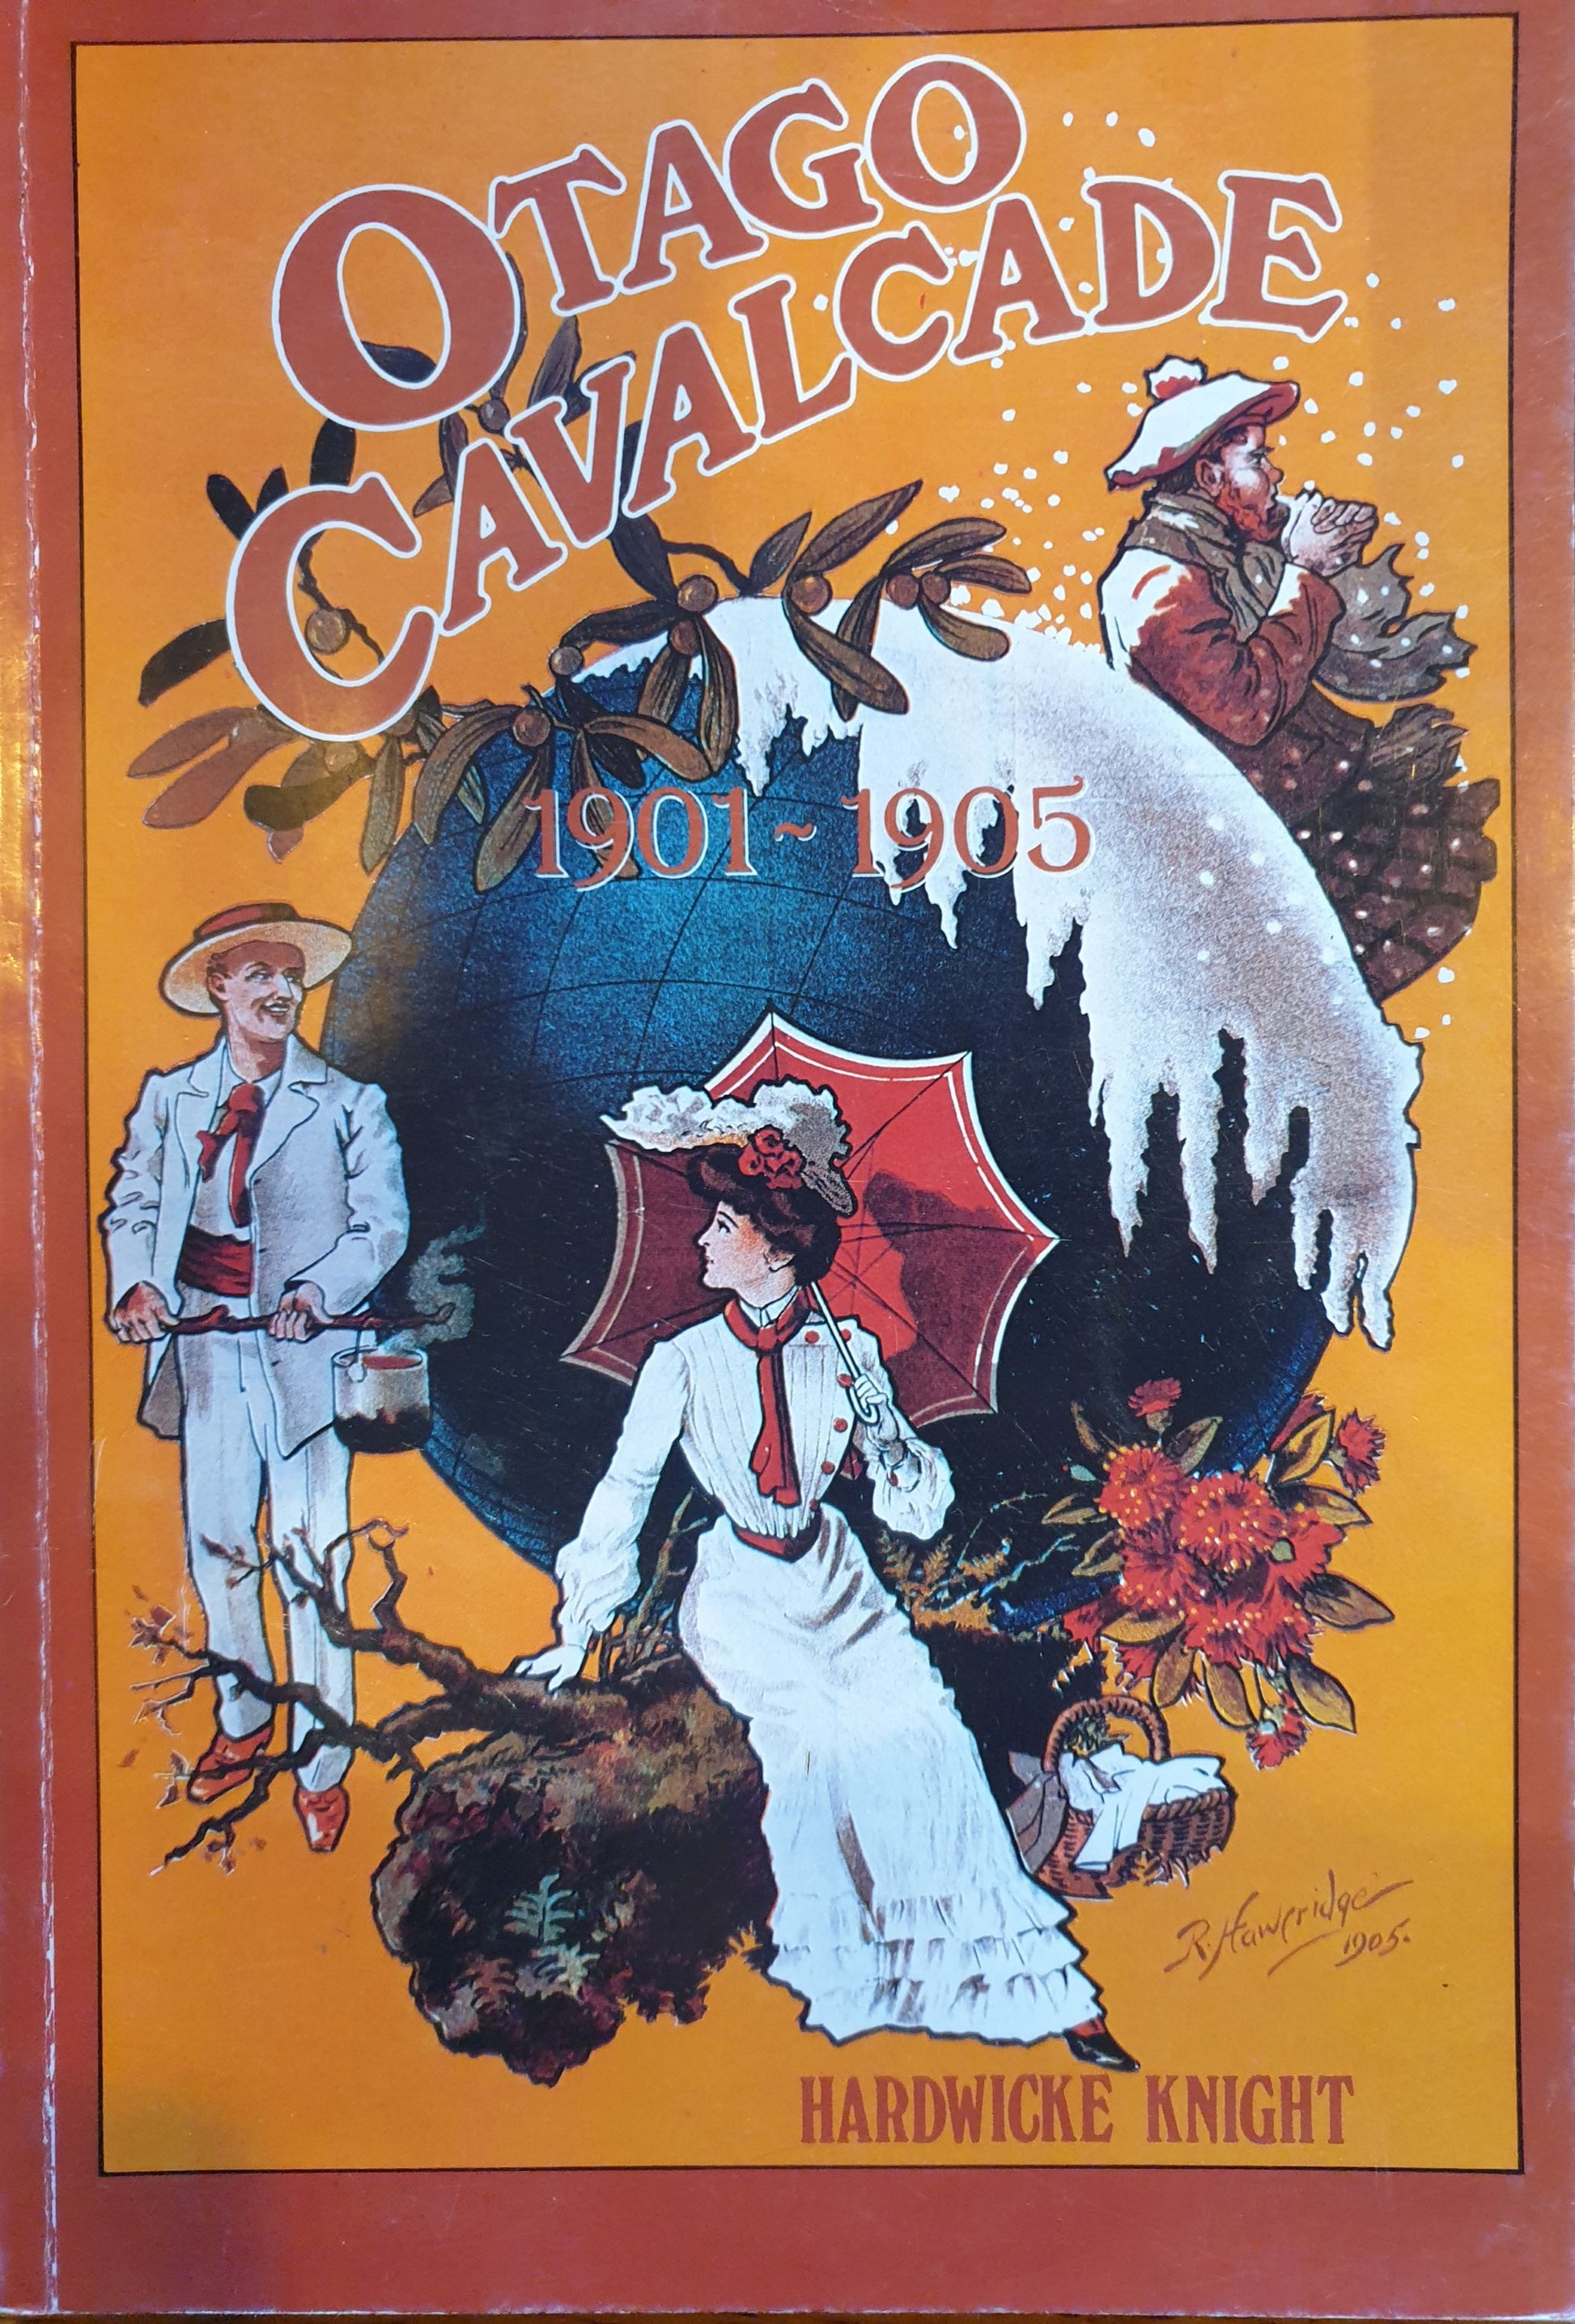 OTAGO
CAVALCADE
1901~1905
R. Hawcridge
1905.
HARDWICKE KNIGHT